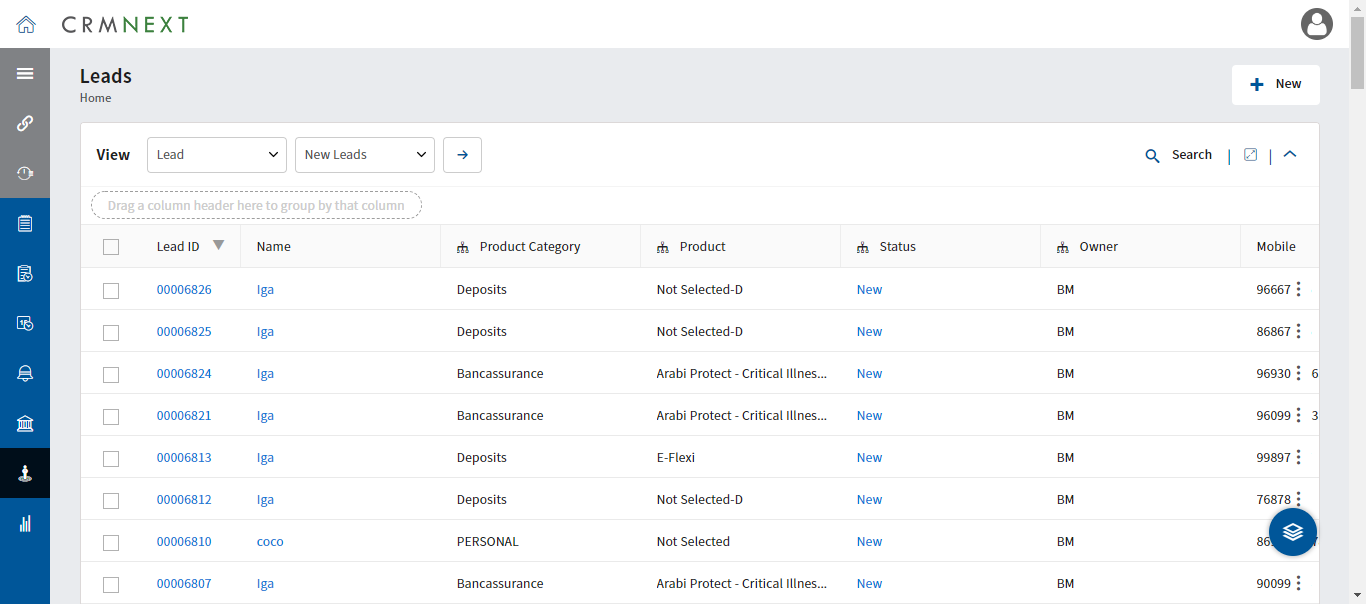 CRMNEXT
Leads
Home
New
View Lead New Leads Search
Drag a column header here to group by that column
Lead ID Name Product Category Product Status Owner Mobile
00006826 Iga Deposits Not Selected-D New BM 96667
00006825 Iga Deposits Not Selected-D New BM 86867
00006824 Iga Bancassurance Arabi Protect - Critical Illnes... New BM 96930 6
00006821 Iga Bancassurance Arabi Protect - Critical Illnes... New BM 96099 3
00006813 Iga Deposits E-Flexi New BM 99897
00006812 Iga Deposits Not Selected-D New BM 76878
00006810 coco PERSONAL Not Selected New BM
00006807 Iga Bancassurance Arabi Protect - Critical Illnes... New BM 90099